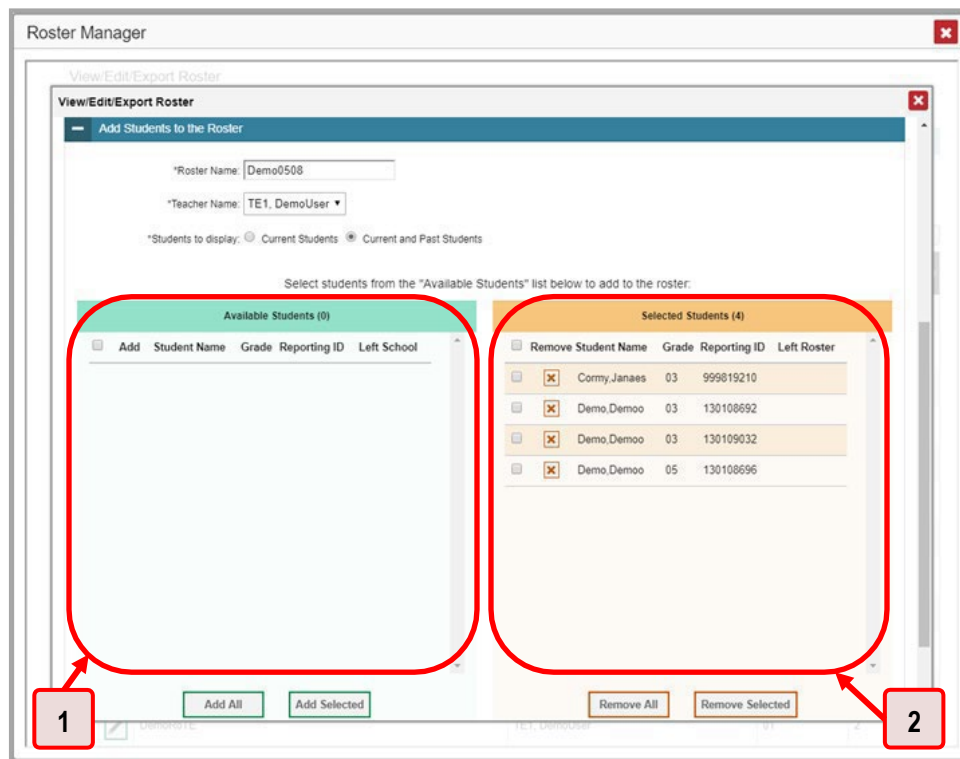 Roster Manager
View/Edit/Export Roster
View/Edit/Export Roster
Add Students to the Roster
*Roster Name: Demo0508
*Teacher Name: TE1, DemoUser
*Students to display: Current Students Current and Past Students
Select students from the "Available Students" list below to add to the roster:
Available Students (0)
Add Student Name Grade Reporting ID Left School
Selected Students (4)
Remove Student Name Grade Reporting ID Left Roster
Cormy,Janaes 03 999819210
Demo,Demoo 03 130108692
Demo,Demoo 03 130109032
Demo,Demoo 05 130108696
Add All Add Selected
Remove All Remove Selected
1
2
TE1, DemoUser